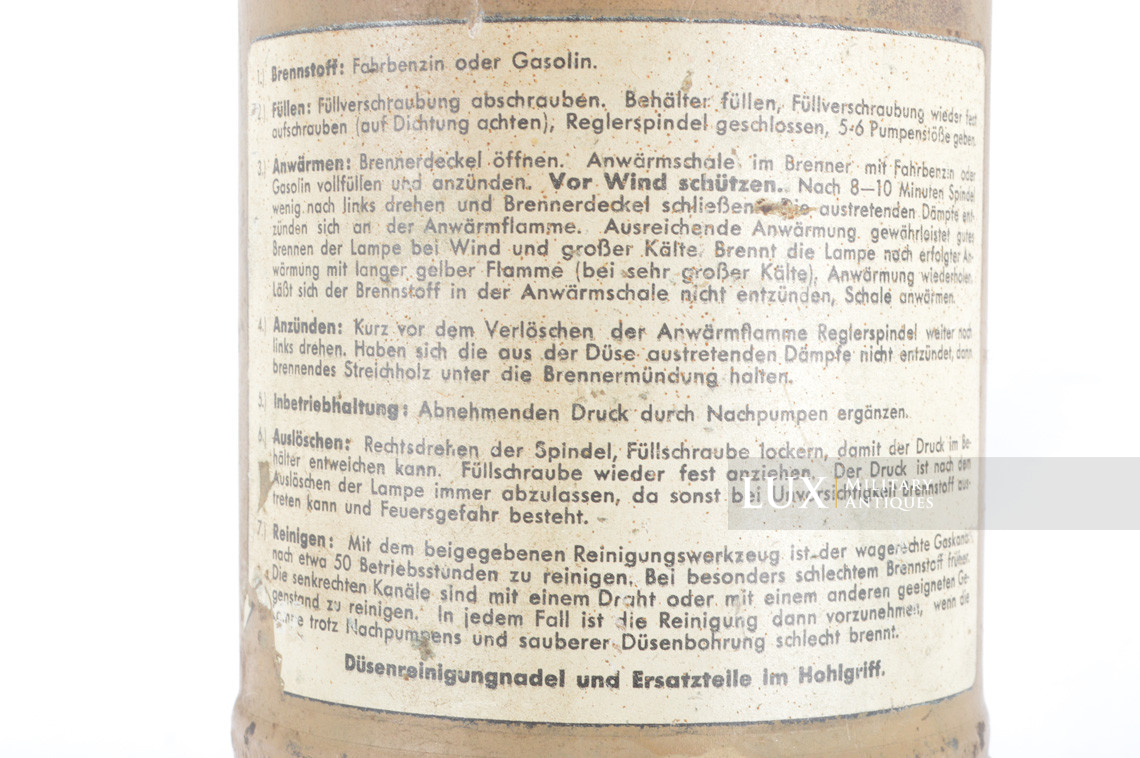 1.) Brennstoff: Fahrbenzin oder Gasolin.
2.) Füllen: Füllverschraubung abschrauben. Behälter füllen, Füllverschraubung wieder fest
aufschrauben (auf Dichtung achten), Reglerspindel geschlossen, 5-6 Pumpenstöße geben.
3.) Anwärmen: Brennerdeckel öffnen. Anwärmschale im Brenner mit Fahrbenzin oder
Gasolin vollfüllen und anzünden. Vor Wind schützen. Nach 8—10 Minuten Spindel
wenig nach links drehen und Brennerdeckel schließen. Die austretenden Dämpfe ent-
zünden sich an der Anwärmflamme. Ausreichende Anwärmung gewährleistet gutes
Brennen der Lampe bei Wind und großer Kälte. Brennt die Lampe nach erfolgter An-
wärmung mit langer gelber Flamme (bei sehr großer Kälte), Anwärmung wiederholen.
Läßt sich der Brennstoff in der Anwärmschale nicht entzünden, Schale anwärmen.
4.) Anzünden: Kurz vor dem Verlöschen der Anwärmflamme Reglerspindel weiter nach
links drehen. Haben sich die aus der Düse austretenden Dämpfe nicht entzündet, dann
brennendes Streichholz unter die Brennermündung halten.
5.) Inbetriebhaltung: Abnehmenden Druck durch Nachpumpen ergänzen.
6.) Auslöschen: Rechtsdrehen der Spindel, Füllschraube lockern, damit der Druck im Be-
hälter entweichen kann. Füllschraube wieder fest anziehen. Der Druck ist nach dem
Auslöschen der Lampe immer abzulassen, da sonst bei Unvorsichtigkeit Brennstoff aus-
treten kann und Feuersgefahr besteht.
7.) Reinigen: Mit dem beigegebenen Reinigungswerkzeug ist der wagerechte Gaskanal
nach etwa 50 Betriebsstunden zu reinigen. Bei besonders schlechtem Brennstoff früher.
Die senkrechten Kanäle sind mit einem Draht oder mit einem anderen geeigneten Ge-
genstand zu reinigen. In jedem Fall ist die Reinigung dann vorzunehmen, wenn die
trotz Nachpumpens und sauberer Düsenbohrung schlecht brennt.
Düsenreinigungnadel und Ersatzteile im Hohlgriff.
LUX MILITARY
ANTIQUES